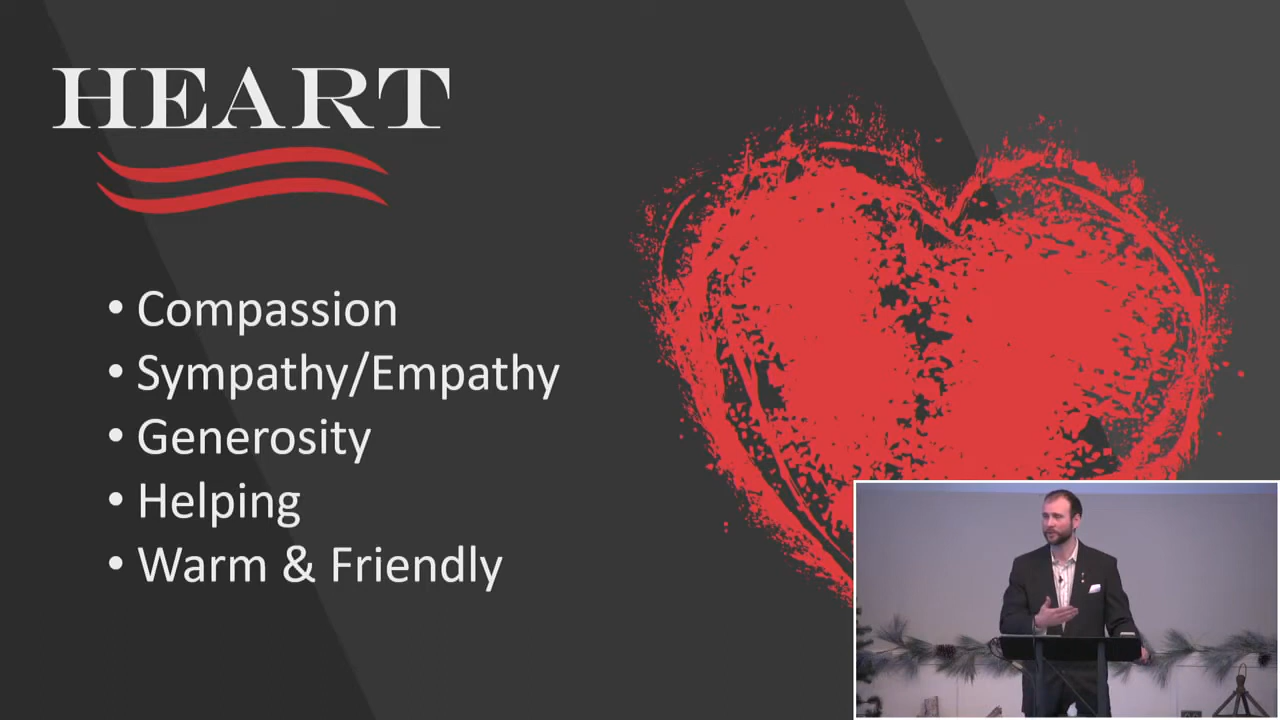 HEART
• Compassion
• Sympathy/Empathy
• Generosity
• Helping
• Warm & Friendly